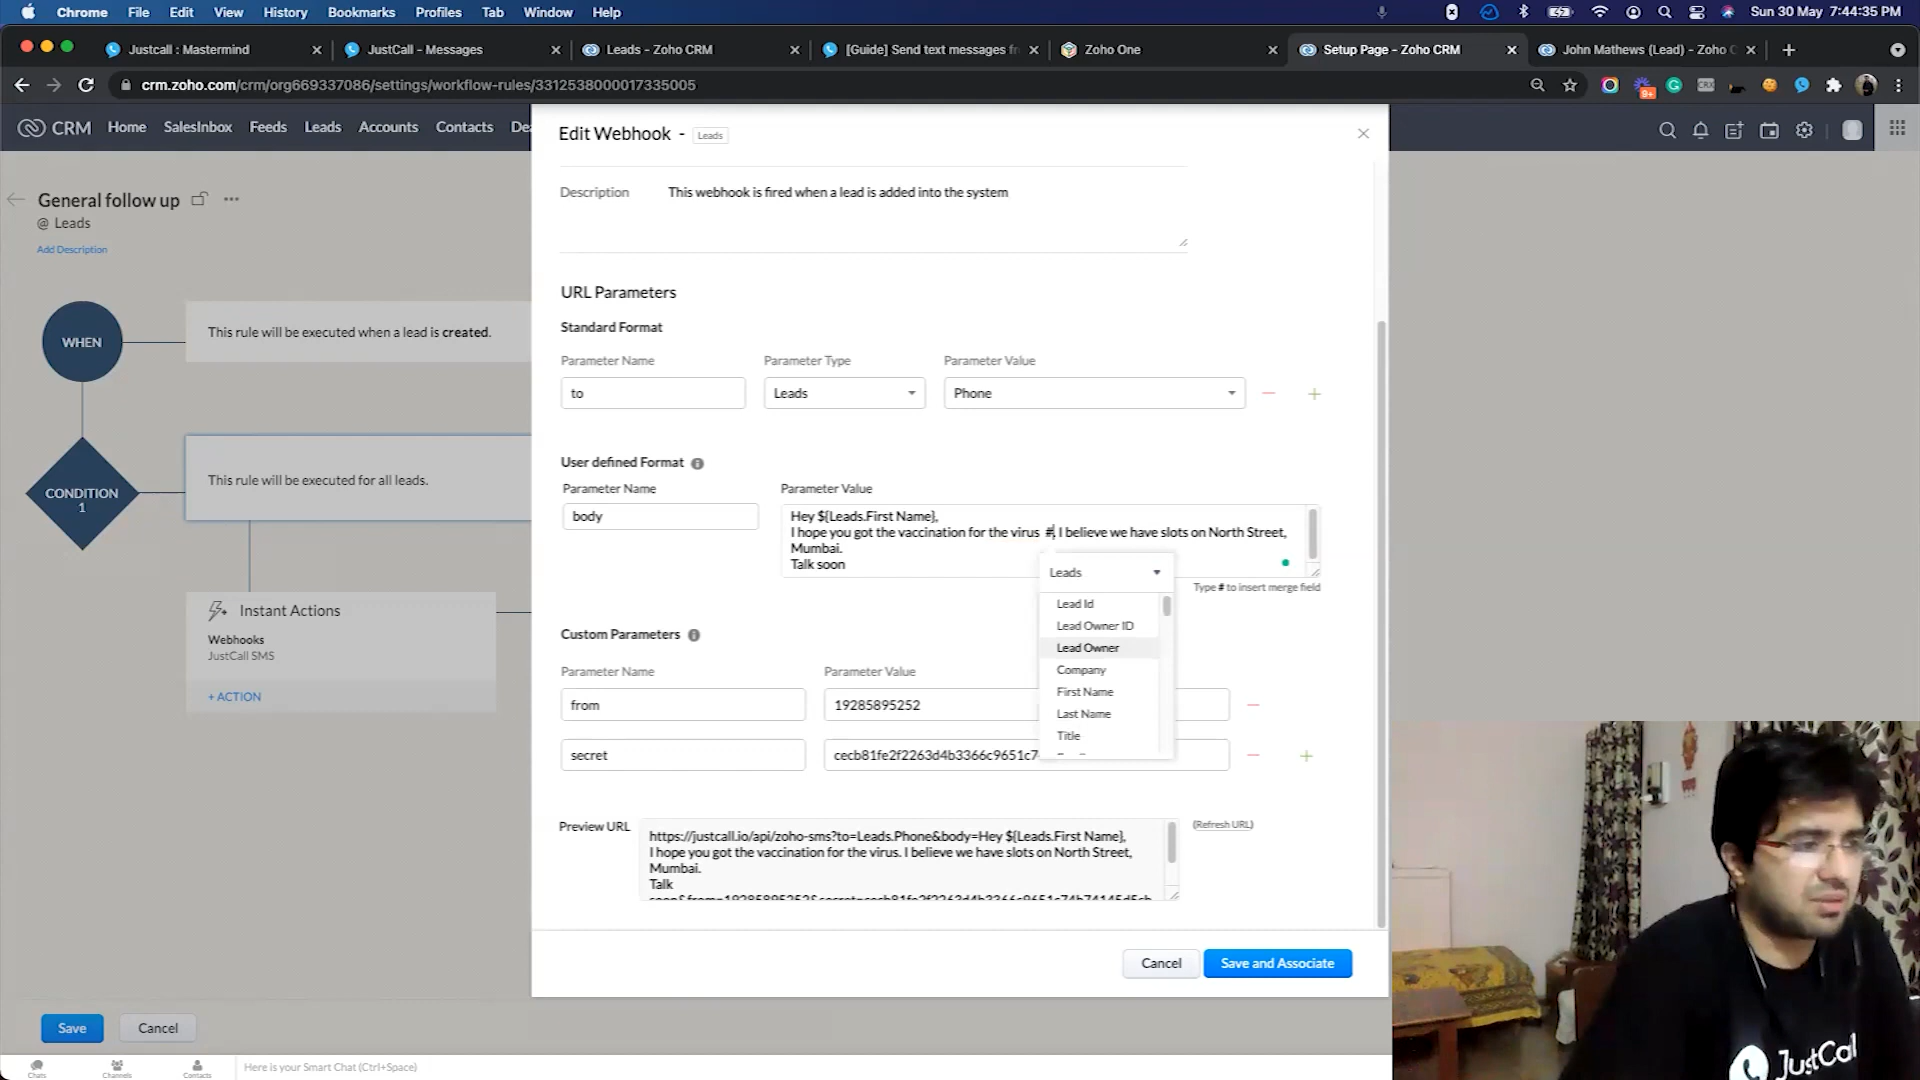 Chrome File Edit View History Bookmarks Profiles Tab Window Help
Sun 30 May 7:44:35 PM
Justcall : Mastermind
JustCall - Messages
Leads - Zoho CRM
[Guide] Send text messages fr
Zoho One
Setup Page - Zoho CRM
John Mathews (Lead) - Zoho C
crm.zoho.com/crm/org669337086/settings/workflow-rules/3312538000017335005
9+
CRM Home SalesInbox Feeds Leads Accounts Contacts Dea
General follow up
@ Leads
Add Description
WHEN
This rule will be executed when a lead is created.
CONDITION
1
This rule will be executed for all leads.
Instant Actions
Webhooks
JustCall SMS
+ ACTION
Save
Cancel
Edit Webhook - Leads
Description
This webhook is fired when a lead is added into the system
URL Parameters
Standard Format
Parameter Name Parameter Type Parameter Value
to Leads Phone
User defined Format
Parameter Name Parameter Value
body
Hey ${Leads.First Name},
I hope you got the vaccination for the virus #. I believe we have slots on North Street,
Mumbai.
Talk soon
Type # to insert merge field
Leads
Lead Id
Lead Owner ID
Lead Owner
Company
First Name
Last Name
Title
Custom Parameters
Parameter Name Parameter Value
from 19285895252
secret cecb81fe2f2263d4b3366c9651c7
Preview URL
https://justcall.io/api/zoho-sms?to=Leads.Phone&body=Hey ${Leads.First Name},
I hope you got the vaccination for the virus. I believe we have slots on North Street,
Mumbai.
Talk
soon&from=19285895252&secret=cecb81fe2f2263d4b3366c9651c74b74145d5cb
(Refresh URL)
Cancel
Save and Associate
Chats Channels Contacts
Here is your Smart Chat (Ctrl+Space)
JustCal